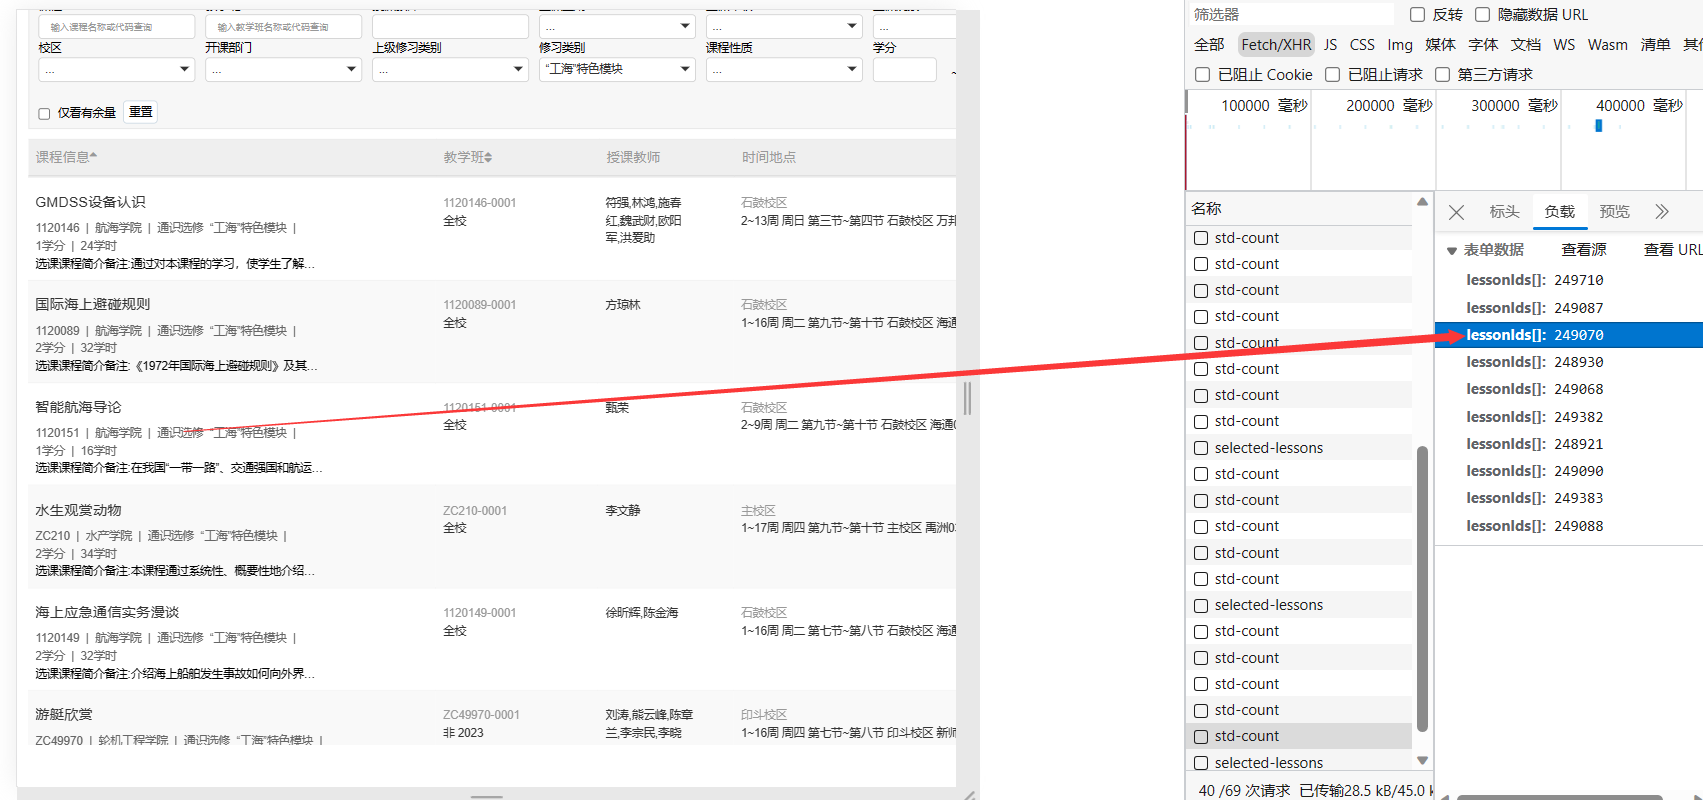 输入课程名称或代码查询 输入教学班名称或代码查询 ... ... ...
校区 开课部门 上级修习类别 修习类别 课程性质 学分
... ... ... “工海”特色模块 ... ~
仅看有余量 重置
课程信息 教学班 授课教师 时间地点
GMDSS设备认识 1120146-0001 符强,林鸿,施春 石鼓校区
全校 红,魏武财,欧阳 2~13周 周日 第三节~第四节 石鼓校区 万邦
1120146 | 航海学院 | 通识选修 “工海”特色模块 | 军,洪爱助
1学分 | 24学时
选课课程简介备注:通过对本课程的学习，使学生了解...
国际海上避碰规则 1120089-0001 方琼林 石鼓校区
全校 1~16周 周二 第九节~第十节 石鼓校区 海通
1120089 | 航海学院 | 通识选修 “工海”特色模块 |
2学分 | 32学时
选课课程简介备注:《1972年国际海上避碰规则》及其...
智能航海导论 1120151-0001 甄荣 石鼓校区
全校 2~9周 周二 第九节~第十节 石鼓校区 海通0
1120151 | 航海学院 | 通识选修 “工海”特色模块 |
1学分 | 16学时
选课课程简介备注:在我国“一带一路”、交通强国和航运...
水生观赏动物 ZC210-0001 李文静 主校区
全校 1~17周 周四 第九节~第十节 主校区 禹洲0
ZC210 | 水产学院 | 通识选修 “工海”特色模块 |
2学分 | 34学时
选课课程简介备注:本课程通过系统性、概要性地介绍...
海上应急通信实务漫谈 1120149-0001 徐昕辉,陈金海 石鼓校区
全校 1~16周 周二 第七节~第八节 石鼓校区 海通
1120149 | 航海学院 | 通识选修 “工海”特色模块 |
2学分 | 32学时
选课课程简介备注:介绍海上船舶发生事故如何向外界...
游艇欣赏 ZC49970-0001 刘涛,熊云峰,陈章 印斗校区
非 2023 兰,李宗民,李晓 1~16周 周四 第七节~第八节 印斗校区 新师
ZC49970 | 轮机工程学院 | 通识选修 “工海”特色模块 |
筛选器 反转 隐藏数据 URL
全部 Fetch/XHR JS CSS Img 媒体 字体 文档 WS Wasm 清单 其他
已阻止 Cookie 已阻止请求 第三方请求
100000 毫秒 200000 毫秒 300000 毫秒 400000 毫秒
名称
std-count
std-count
std-count
std-count
std-count
std-count
std-count
std-count
selected-lessons
std-count
std-count
std-count
std-count
std-count
selected-lessons
std-count
std-count
std-count
std-count
std-count
selected-lessons
40 /69 次请求 已传输28.5 kB/45.0 k
标头 负载 预览
表单数据 查看源 查看 URL
lessonIds[]: 249710
lessonIds[]: 249087
lessonIds[]: 249070
lessonIds[]: 248930
lessonIds[]: 249068
lessonIds[]: 249382
lessonIds[]: 248921
lessonIds[]: 249090
lessonIds[]: 249383
lessonIds[]: 249088